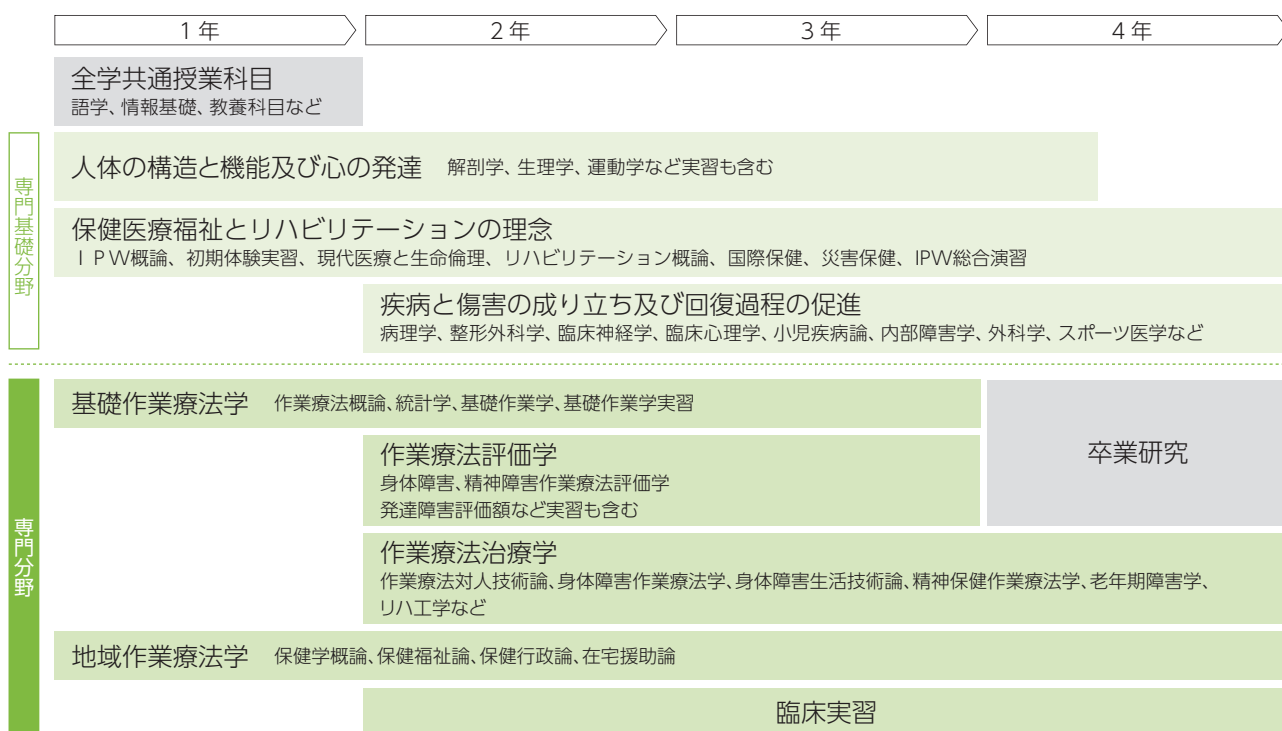 1年
2年
3年
4年
全学共通授業科目
語学、情報基礎、教養科目など
専門基礎分野
人体の構造と機能及び心の発達 解剖学、生理学、運動学など実習も含む
保健医療福祉とリハビリテーションの理念
ＩＰＷ概論、初期体験実習、現代医療と生命倫理、リハビリテーション概論、国際保健、災害保健、IPW総合演習
疾病と傷害の成り立ち及び回復過程の促進
病理学、整形外科学、臨床神経学、臨床心理学、小児疾病論、内部障害学、外科学、スポーツ医学など
専門分野
基礎作業療法学 作業療法概論、統計学、基礎作業学、基礎作業学実習
作業療法評価学
身体障害、精神障害作業療法評価学
発達障害評価額など実習も含む
卒業研究
作業療法治療学
作業療法対人技術論、身体障害作業療法学、身体障害生活技術論、精神保健作業療法学、老年期障害学、
リハ工学など
地域作業療法学 保健学概論、保健福祉論、保健行政論、在宅援助論
臨床実習